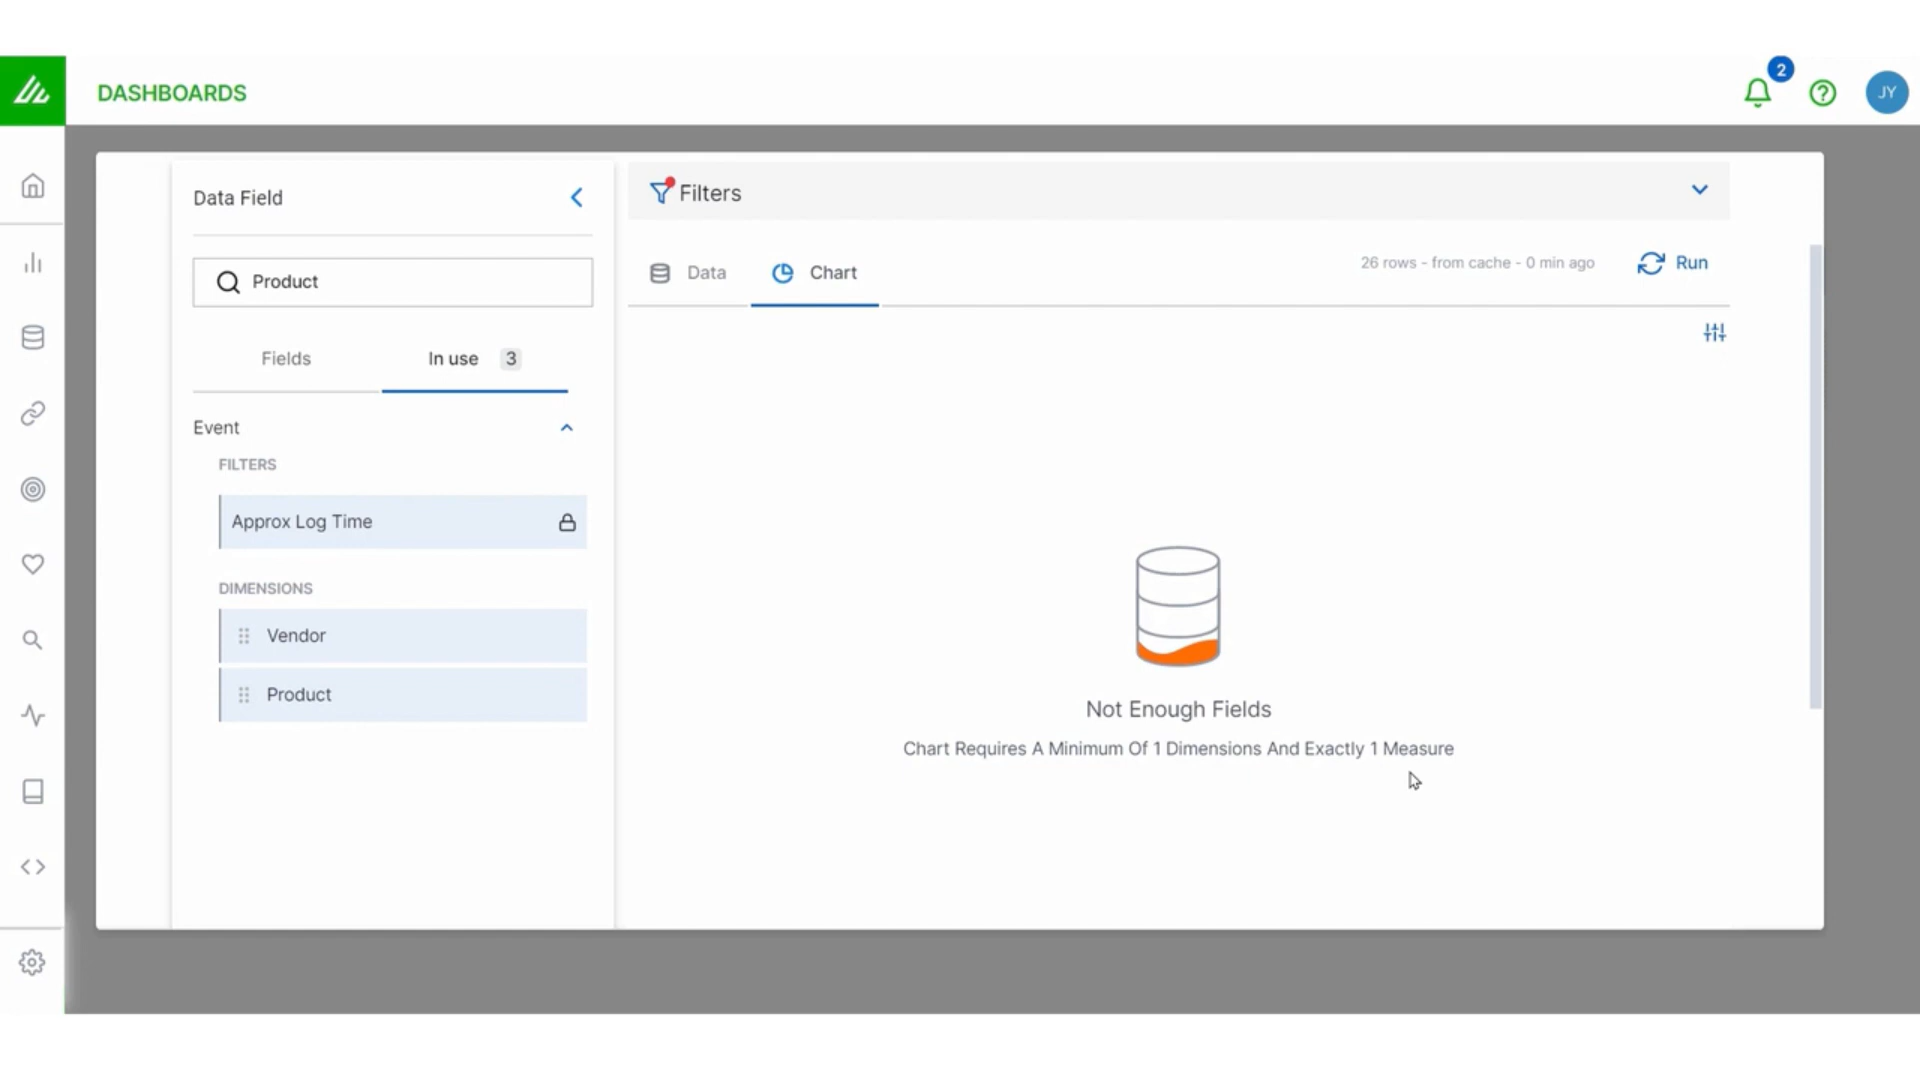 DASHBOARDS
2
JY
Data Field
Product
Fields
In use 3
Event
FILTERS
Approx Log Time
DIMENSIONS
Vendor
Product
Filters
Data
Chart
26 rows - from cache - 0 min ago
Run
Not Enough Fields
Chart Requires A Minimum Of 1 Dimensions And Exactly 1 Measure